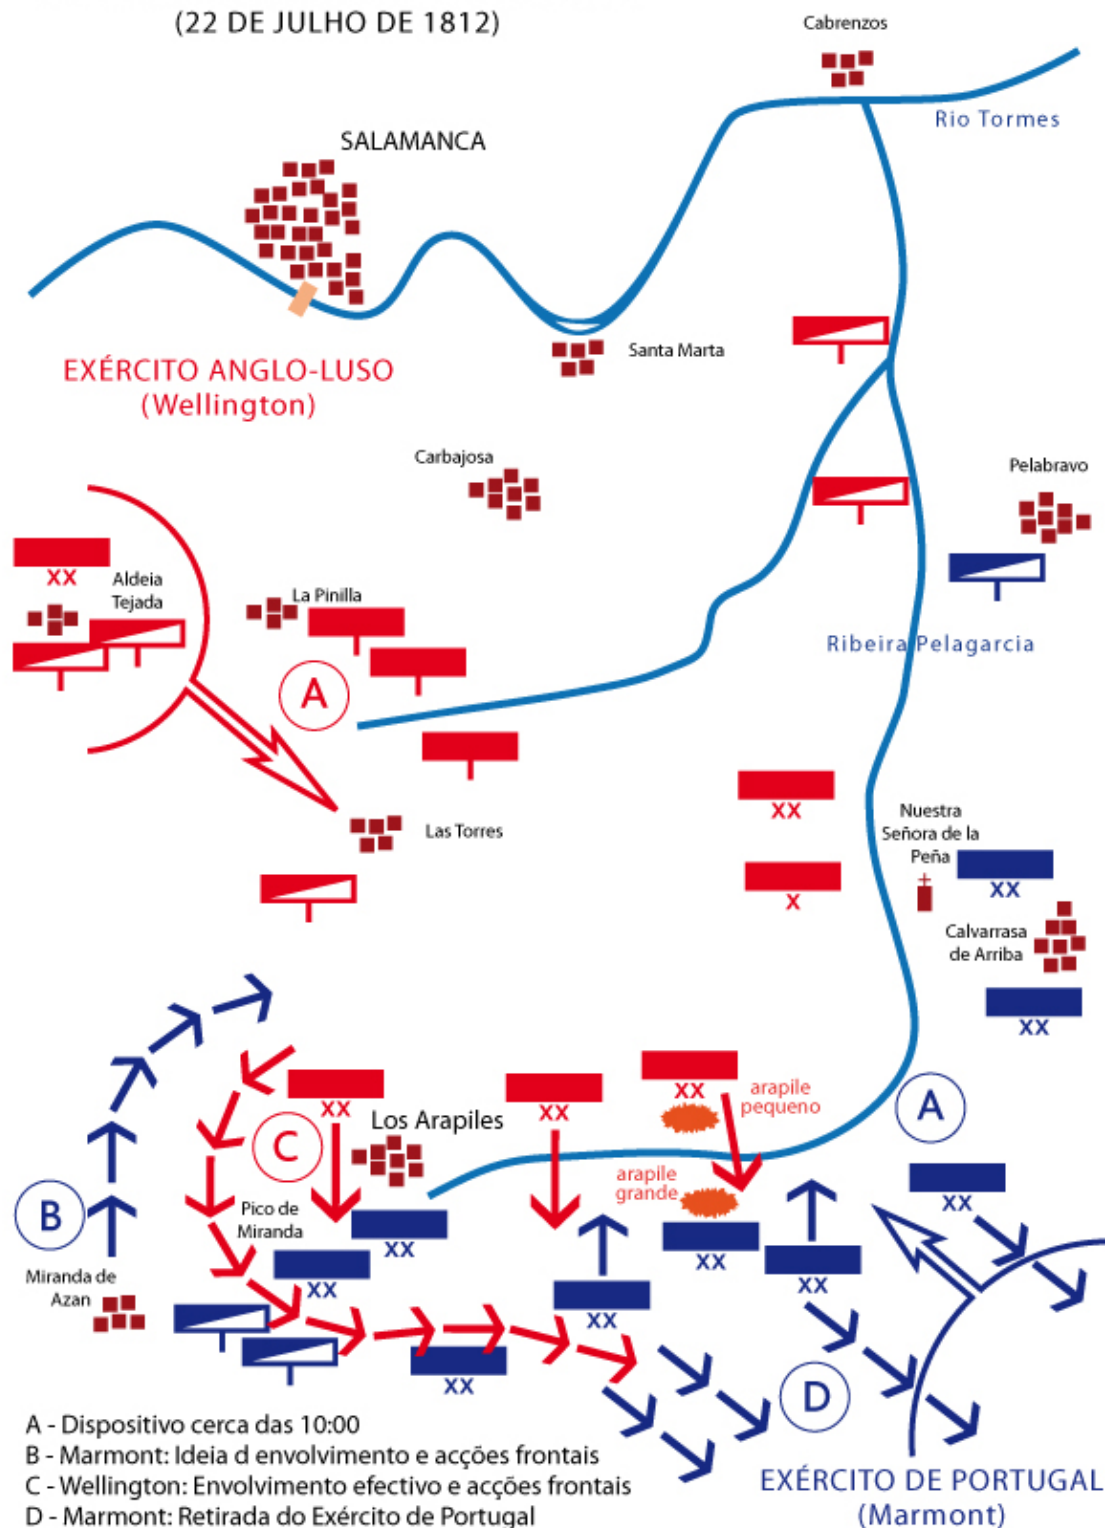 (22 DE JULHO DE 1812)
Cabrenzos
Rio Tormes
SALAMANCA
Santa Marta
EXÉRCITO ANGLO-LUSO
(Wellington)
Carbajosa
Pelabravo
XX
Aldeia
Tejada
La Pinilla
Ribeira Pelagarcia
A
XX
Nuestra
Señora de la
Peña
Las Torres
XX
X
Calvarrasa
de Arriba
XX
XX
XX
XX
arapile
pequeno
A
Los Arapiles
C
arapile
grande
XX
B
Pico de
Miranda
XX
XX
XX
XX
Miranda de
Azan
XX
XX
D
A - Dispositivo cerca das 10:00
B - Marmont: Ideia d envolvimento e acções frontais
C - Wellington: Envolvimento efectivo e acções frontais
D - Marmont: Retirada do Exército de Portugal
EXÉRCITO DE PORTUGAL
(Marmont)